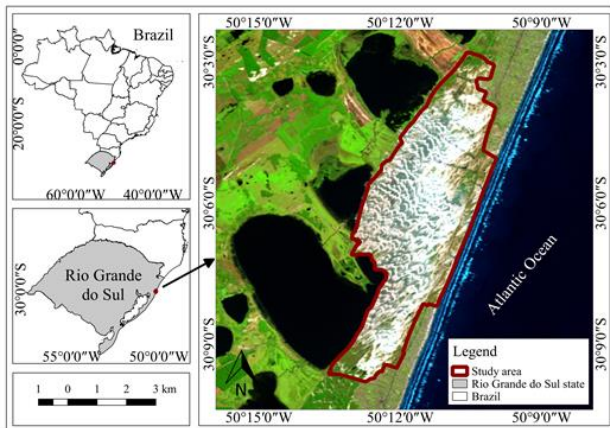 Brazil
0°0'0"S
20°0'0"S
60°0'0"W 40°0'0"W
Rio Grande
do Sul
30°0'0"S
55°0'0"W 50°0'0"W
1 0 1 2 3 km
50°15'0"W 50°12'0"W 50°9'0"W
30°3'0"S
30°6'0"S
30°9'0"S
30°3'0"S
30°6'0"S
30°9'0"S
Atlantic Ocean
N
Legend
Study area
Rio Grande do Sul state
Brazil
50°15'0"W 50°12'0"W 50°9'0"W